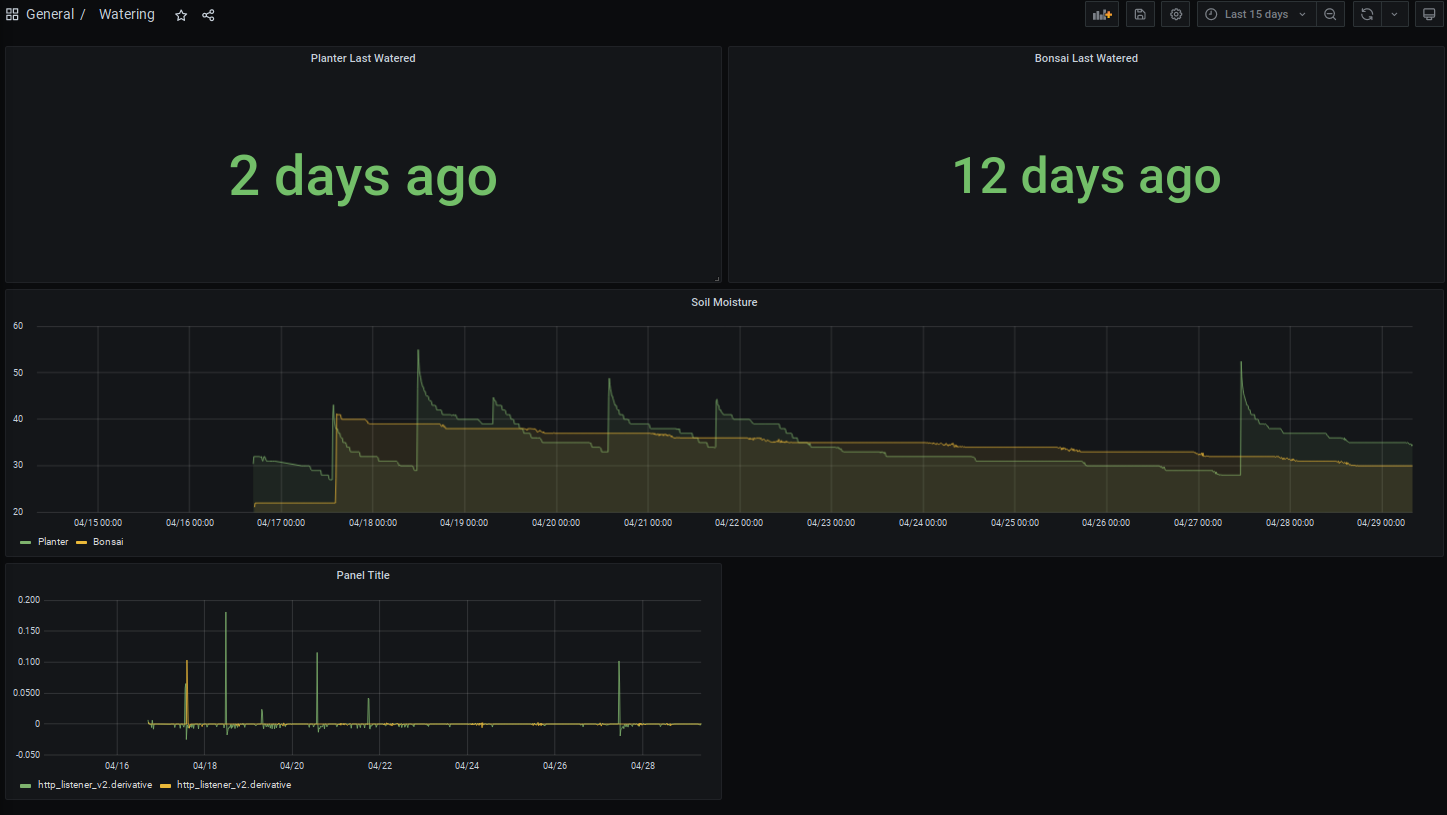 General / Watering
Last 15 days
Planter Last Watered
2 days ago
Bonsai Last Watered
12 days ago
Soil Moisture
60
50
40
30
20
04/15 00:00 04/16 00:00 04/17 00:00 04/18 00:00 04/19 00:00 04/20 00:00 04/21 00:00 04/22 00:00 04/23 00:00 04/24 00:00 04/25 00:00 04/26 00:00 04/27 00:00 04/28 00:00 04/29 00:00
Planter Bonsai
Panel Title
0.200
0.150
0.100
0.0500
0
-0.050
04/16 04/18 04/20 04/22 04/24 04/26 04/28
http_listener_v2.derivative http_listener_v2.derivative